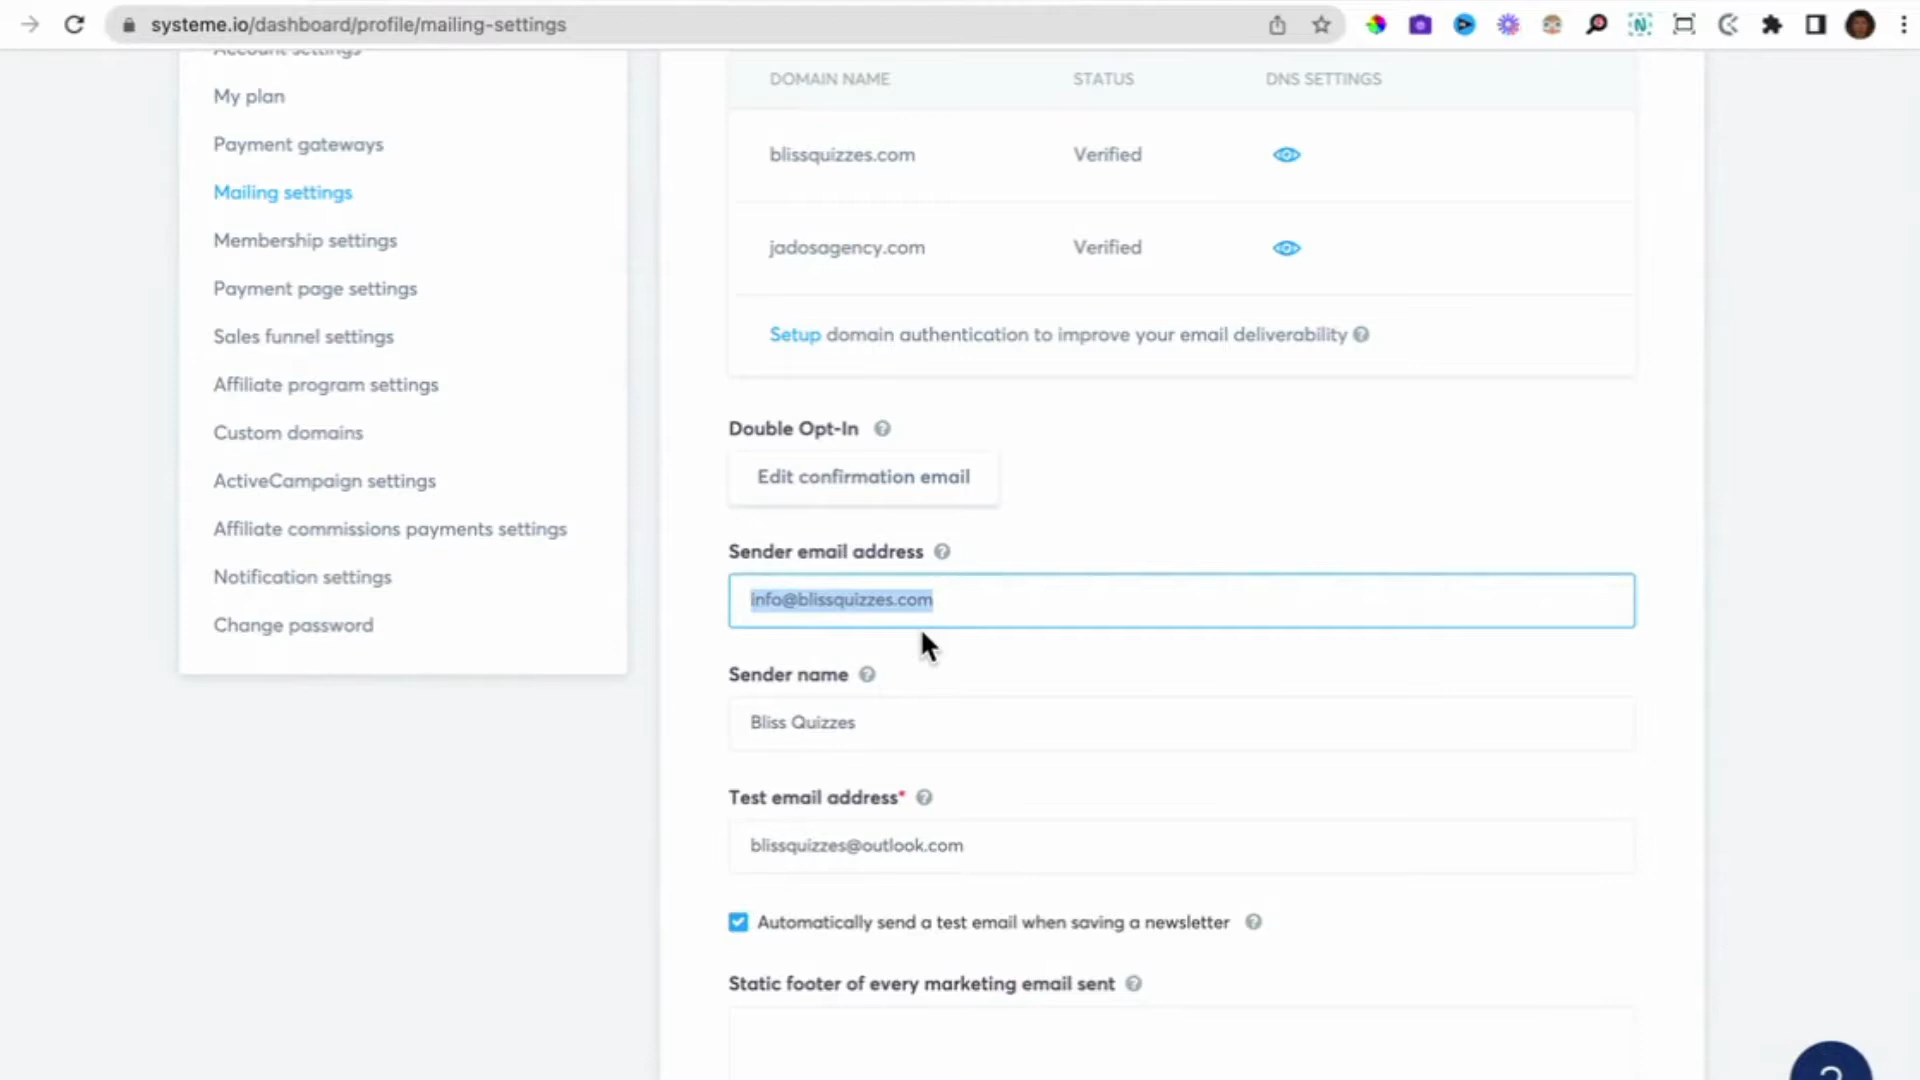 systeme.io/dashboard/profile/mailing-settings
Account settings
My plan
Payment gateways
Mailing settings
Membership settings
Payment page settings
Sales funnel settings
Affiliate program settings
Custom domains
ActiveCampaign settings
Affiliate commissions payments settings
Notification settings
Change password
DOMAIN NAME STATUS DNS SETTINGS
blissquizzes.com Verified
jadosagency.com Verified
Setup domain authentication to improve your email deliverability ?
Double Opt-In ?
Edit confirmation email
Sender email address ?
info@blissquizzes.com
Sender name ?
Bliss Quizzes
Test email address* ?
blissquizzes@outlook.com
Automatically send a test email when saving a newsletter ?
Static footer of every marketing email sent ?
?